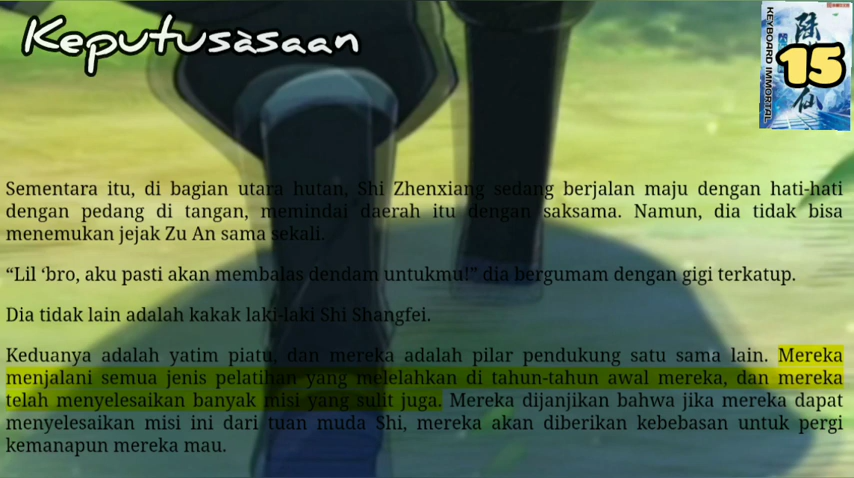 Keputusàsaan
KEYBOARD IMMORTAL
15
Sementara itu, di bagian utara hutan, Shi Zhenxiang sedang berjalan maju dengan hati-hati
dengan pedang di tangan, memindai daerah itu dengan saksama. Namun, dia tidak bisa
menemukan jejak Zu An sama sekali.
“Lil ‘bro, aku pasti akan membalas dendam untukmu!” dia bergumam dengan gigi terkatup.
Dia tidak lain adalah kakak laki-laki Shi Shangfei.
Keduanya adalah yatim piatu, dan mereka adalah pilar pendukung satu sama lain. Mereka
menjalani semua jenis pelatihan yang melelahkan di tahun-tahun awal mereka, dan mereka
telah menyelesaikan banyak misi yang sulit juga. Mereka dijanjikan bahwa jika mereka dapat
menyelesaikan misi ini dari tuan muda Shi, mereka akan diberikan kebebasan untuk pergi
kemanapun mereka mau.